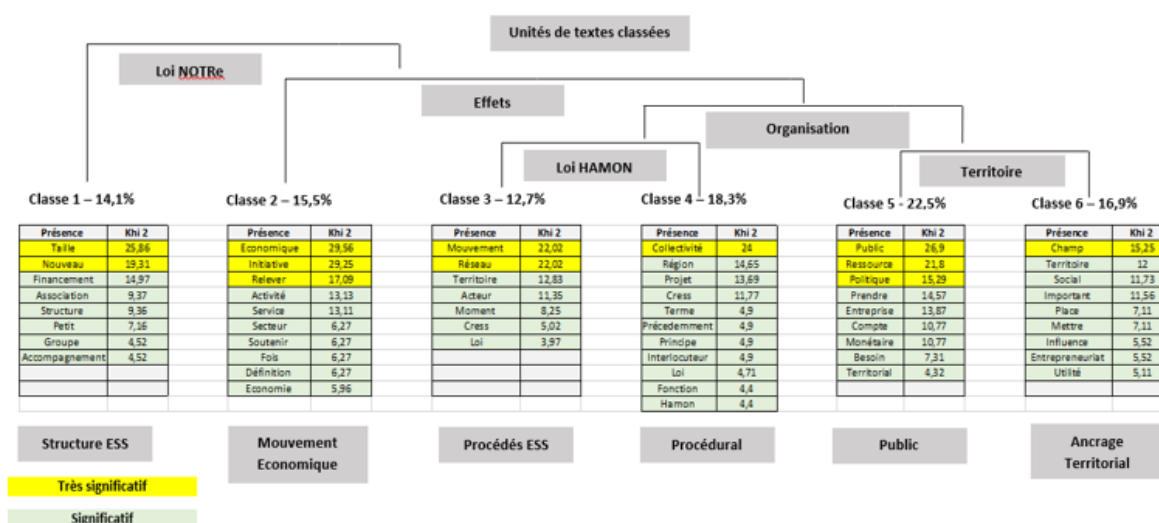 Unités de textes classées
Loi NOTRe
Effets
Organisation
Loi HAMON
Territoire
Classe 1 – 14,1%
Présence Khi 2
Taille 25,86
Nouveau 19,31
Financement 14,97
Association 9,37
Structure 9,36
Petit 7,16
Groupe 4,52
Accompagnement 4,52
Structure ESS
Classe 2 – 15,5%
Présence Khi 2
Economique 29,56
Initiative 29,25
Relever 17,09
Activité 13,13
Service 13,11
Secteur 6,27
Soutenir 6,27
Fois 6,27
Définition 6,27
Economie 5,96
Mouvement
Economique
Classe 3 – 12,7%
Présence Khi 2
Mouvement 22,02
Réseau 22,02
Territoire 12,83
Acteur 11,35
Moment 8,25
Cress 5,02
Loi 3,97
Procédés ESS
Classe 4 – 18,3%
Présence Khi 2
Collectivité 24
Région 14,65
Projet 13,69
Cress 11,77
Terme 4,9
Précedemment 4,9
Principe 4,9
Interlocuteur 4,9
Loi 4,71
Fonction 4,4
Hamon 4,4
Procédural
Classe 5 - 22,5%
Présence Khi 2
Public 26,9
Ressource 21,8
Politique 15,29
Prendre 14,57
Entreprise 13,87
Compte 10,77
Monétaire 10,77
Besoin 7,31
Territorial 4,32
Public
Classe 6 – 16,9%
Présence Khi 2
Champ 15,25
Territoire 12
Social 11,73
Important 11,56
Place 7,11
Mettre 7,11
Influence 5,52
Entrepreneuriat 5,52
Utilité 5,11
Ancrage
Territorial
Très significatif
Significatif